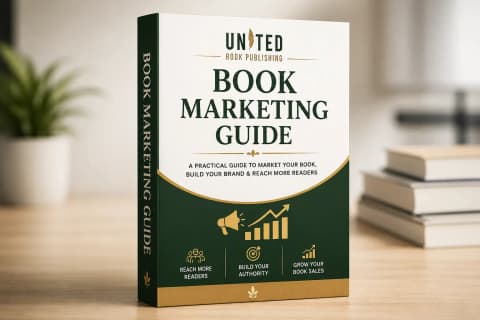 UNITED
BOOK PUBLISHING
BOOK
MARKETING
GUIDE
A PRACTICAL GUIDE TO MARKET YOUR BOOK,
BUILD YOUR BRAND & REACH MORE READERS
REACH MORE
READERS
BUILD YOUR
AUTHORITY
GROW YOUR
BOOK SALES
BOOK MARKETING GUIDE